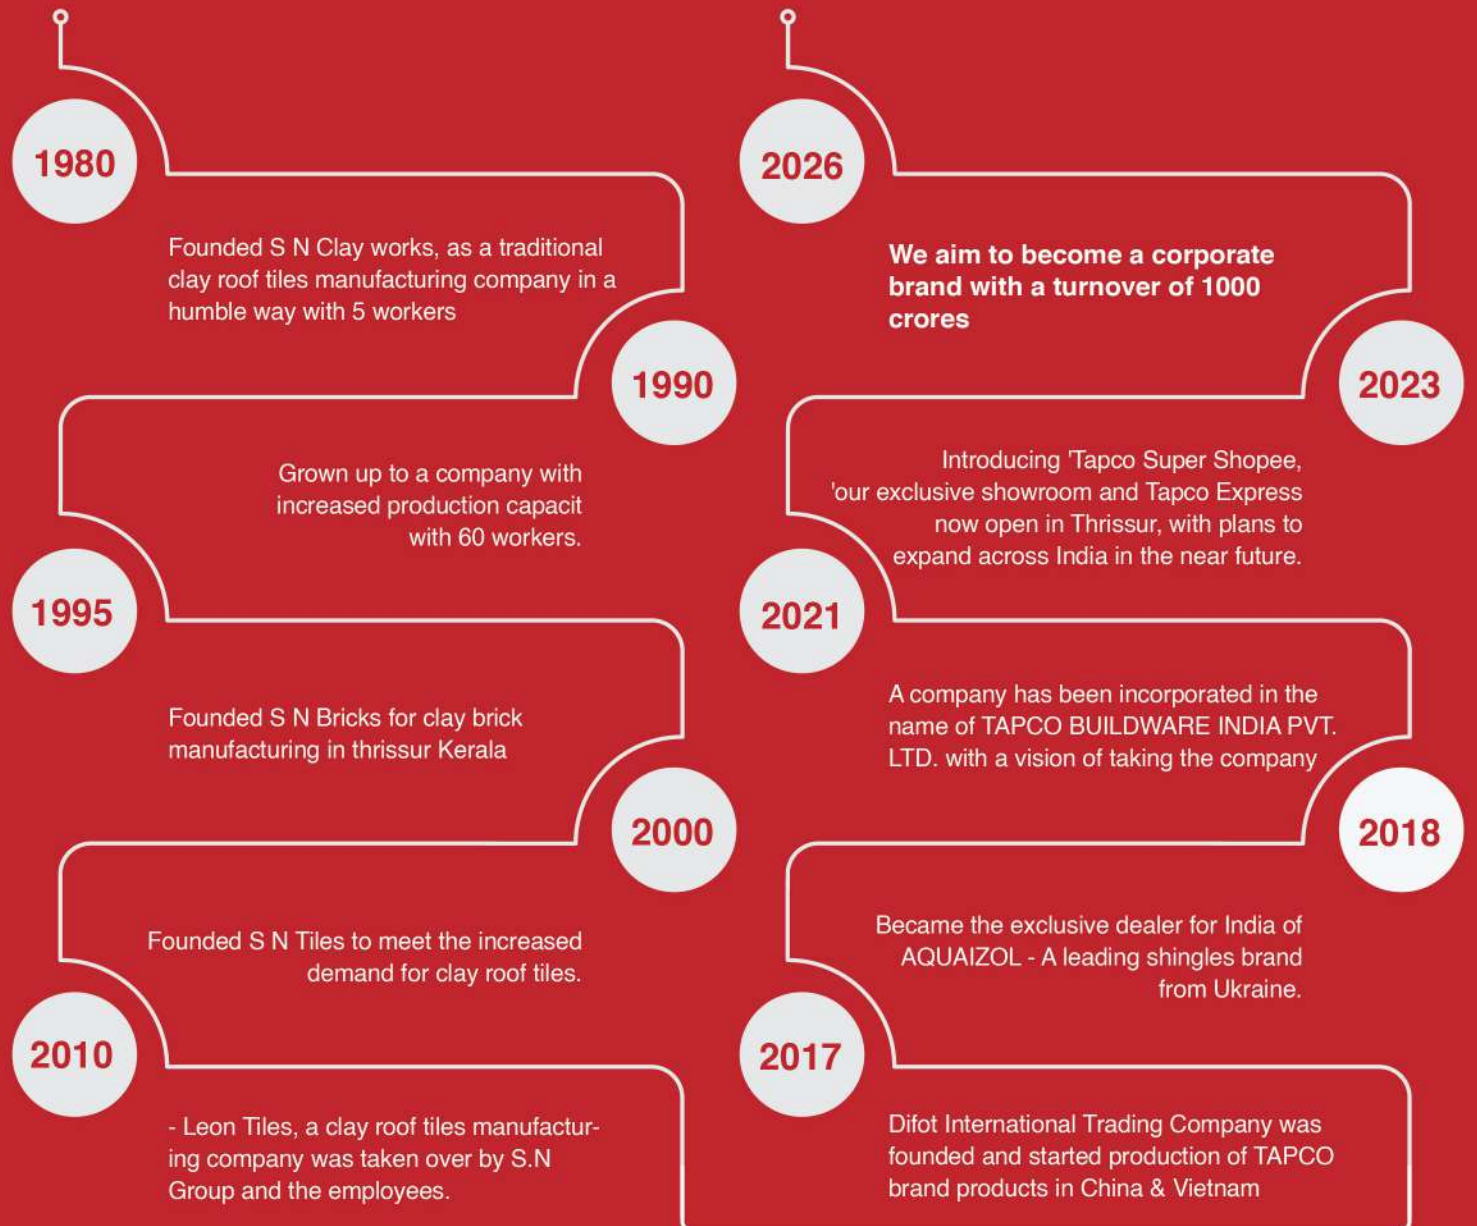 1980
Founded S N Clay works, as a traditional
clay roof tiles manufacturing company in a
humble way with 5 workers
1990
Grown up to a company with
increased production capacit
with 60 workers.
1995
Founded S N Bricks for clay brick
manufacturing in thrissur Kerala
2000
Founded S N Tiles to meet the increased
demand for clay roof tiles.
2010
- Leon Tiles, a clay roof tiles manufactur-
ing company was taken over by S.N
Group and the employees.
2026
We aim to become a corporate
brand with a turnover of 1000
crores
2023
Introducing 'Tapco Super Shopee,
'our exclusive showroom and Tapco Express
now open in Thrissur, with plans to
expand across India in the near future.
2021
A company has been incorporated in the
name of TAPCO BUILDWARE INDIA PVT.
LTD. with a vision of taking the company
2018
Became the exclusive dealer for India of
AQUAIZOL - A leading shingles brand
from Ukraine.
2017
Difot International Trading Company was
founded and started production of TAPCO
brand products in China & Vietnam